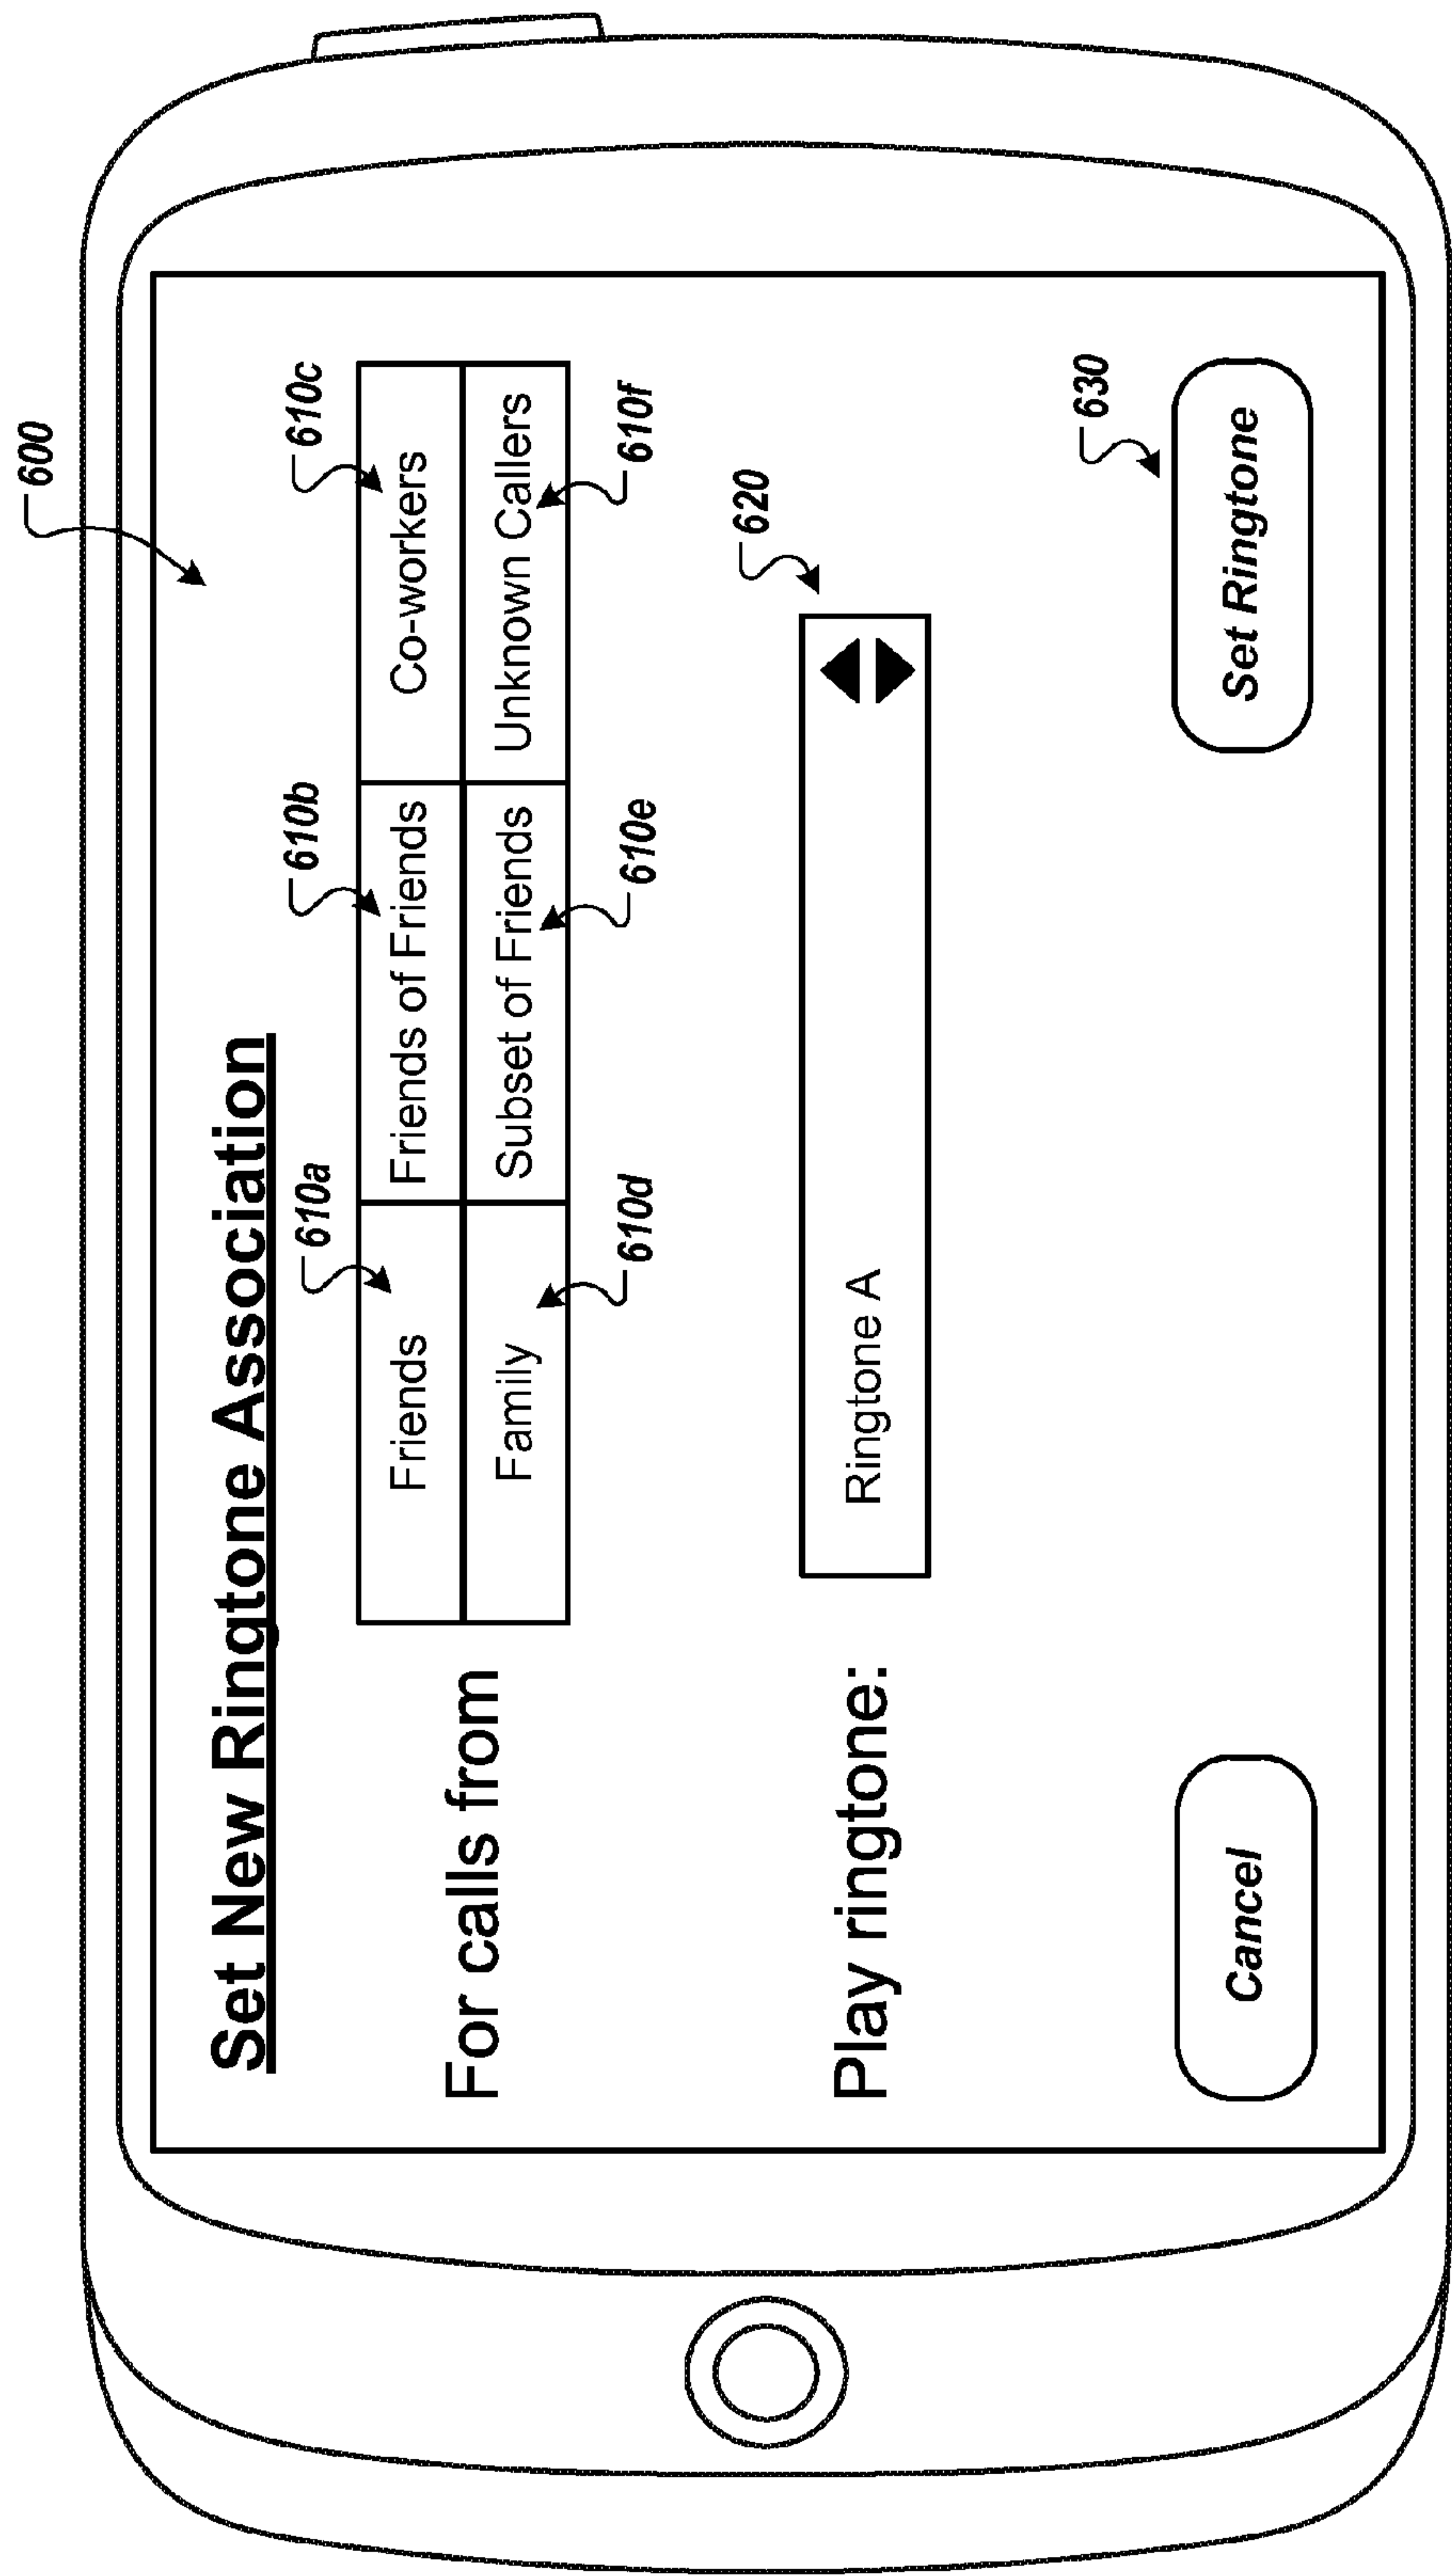 600
Set New Ringtone Association
610a 610b 610c
For calls from
Friends Friends of Friends Co-workers
Family Subset of Friends Unknown Callers
610d 610e 610f
620
Play ringtone: Ringtone A
630
Cancel Set Ringtone